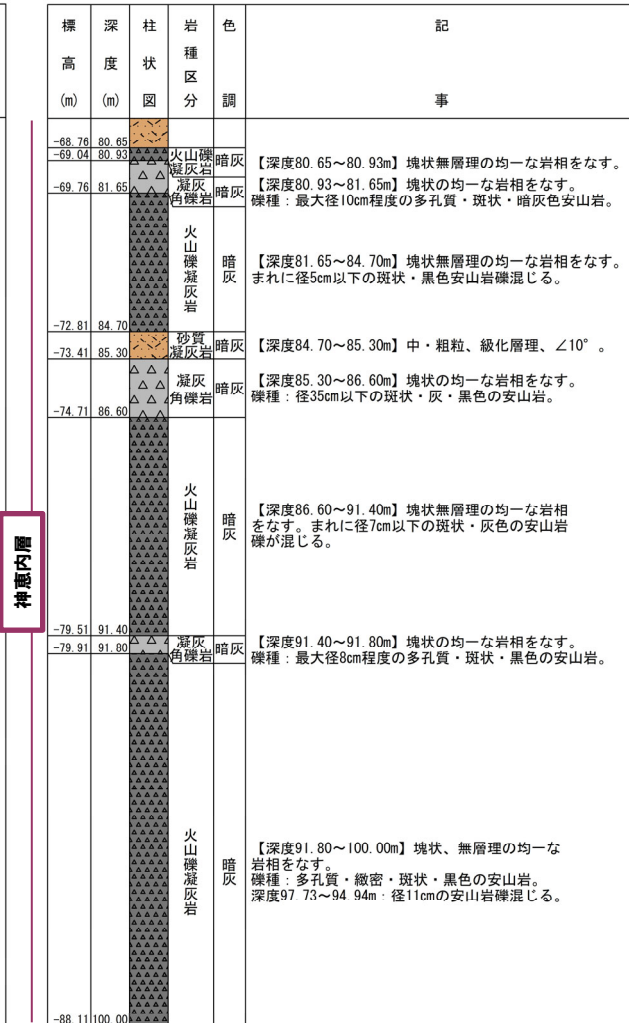 標高(m)
深度(m)
柱状図
岩種区分
色調
記事
-68.76 80.65
-69.04 80.93
火山礫
凝灰岩
暗灰
【深度80.65～80.93m】塊状無層理の均一な岩相をなす。
-69.76 81.65
凝灰
角礫岩
暗灰
【深度80.93～81.65m】塊状の均一な岩相をなす。
礫種：最大径10cm程度の多孔質・斑状・暗灰色安山岩。
火山礫凝灰岩
暗灰
【深度81.65～84.70m】塊状無層理の均一な岩相をなす。
まれに径5cm以下の斑状・黒色安山岩礫混じる。
-72.81 84.70
-73.41 85.30
砂質
凝灰岩
暗灰
【深度84.70～85.30m】中・粗粒、級化層理、∠10°。
凝灰
角礫岩
暗灰
【深度85.30～86.60m】塊状の均一な岩相をなす。
礫種：径35cm以下の斑状・灰・黒色の安山岩。
-74.71 86.60
火山礫凝灰岩
暗灰
【深度86.60～91.40m】塊状無層理の均一な岩相
をなす。まれに径7cm以下の斑状・灰色の安山岩
礫が混じる。
神恵内層
-79.51 91.40
-79.91 91.80
凝灰
角礫岩
暗灰
【深度91.40～91.80m】塊状の均一な岩相をなす。
礫種：最大径8cm程度の多孔質・斑状・黒色の安山岩。
火山礫凝灰岩
暗灰
【深度91.80～100.00m】塊状、無層理の均一な
岩相をなす。
礫種：多孔質・緻密・斑状・黒色の安山岩。
深度97.73～94.94m：径11cmの安山岩礫混じる。
-88.11 100.00